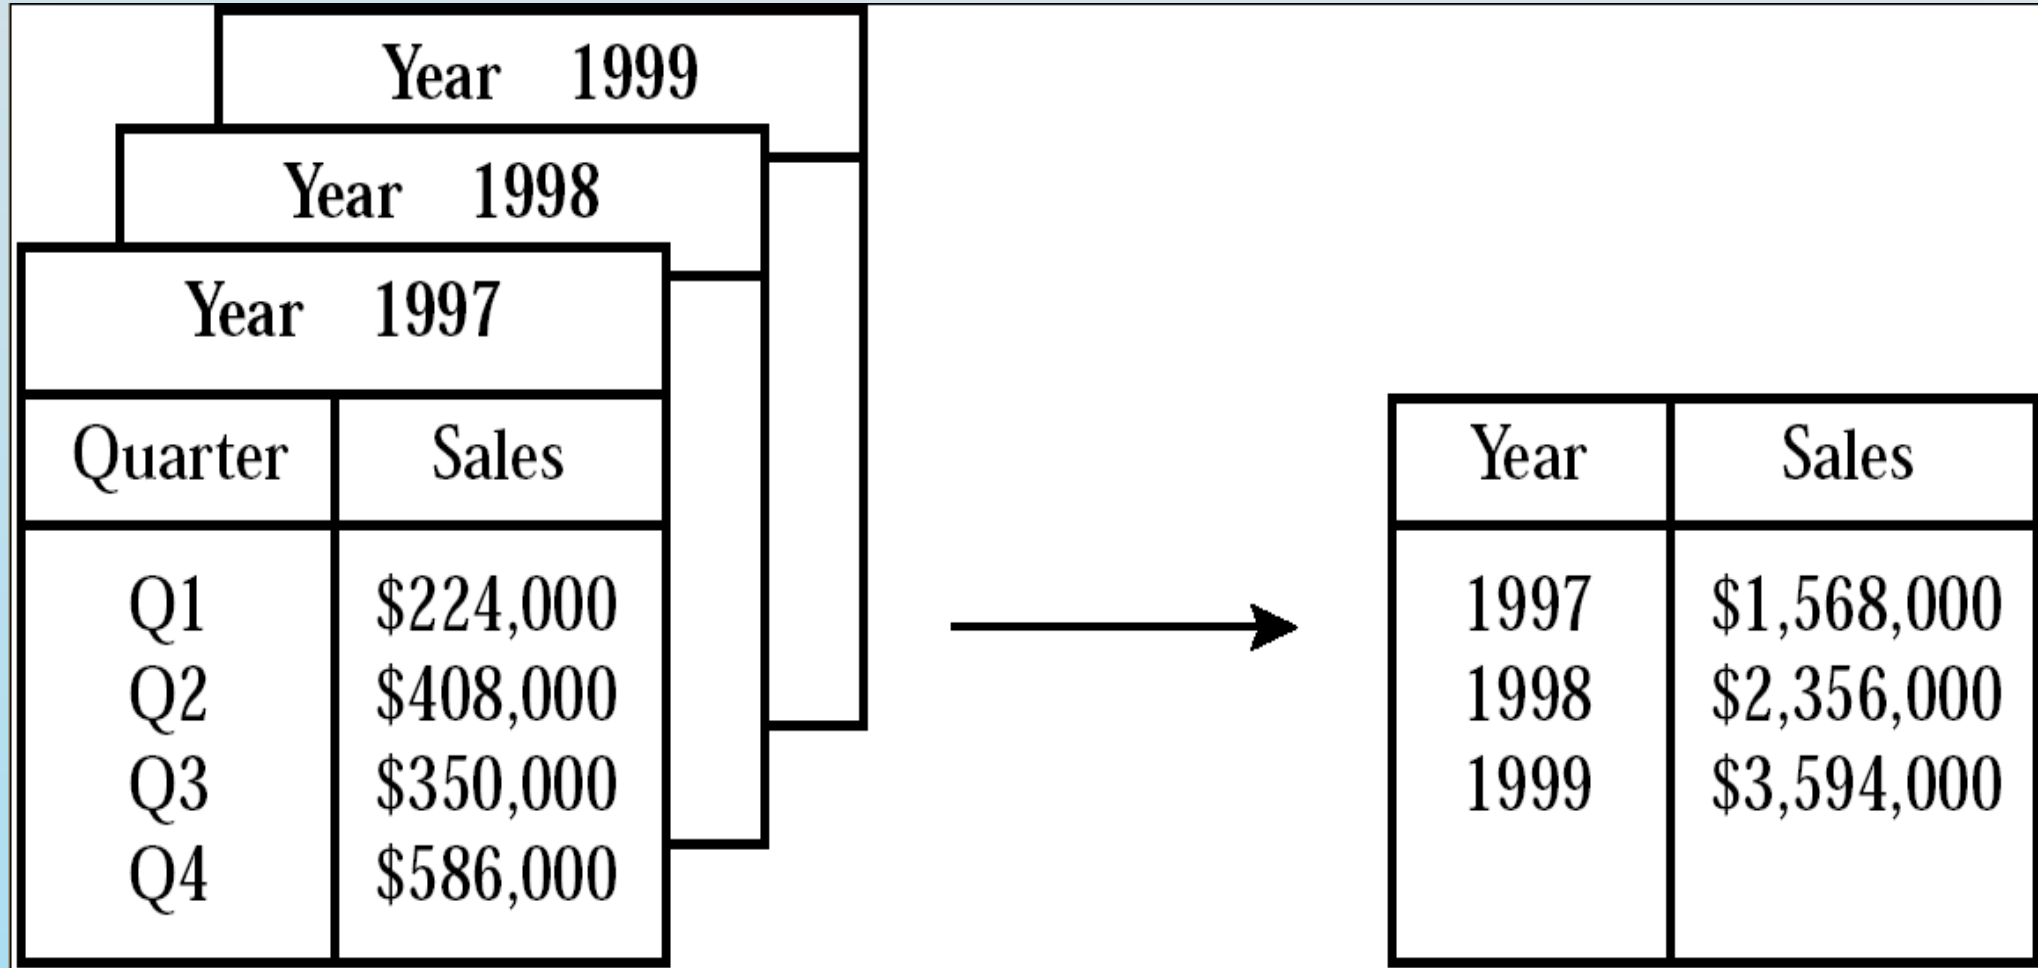 Year 1999
Year 1998
Year 1997
Quarter Sales
Q1 $224,000
Q2 $408,000
Q3 $350,000
Q4 $586,000
Year Sales
1997 $1,568,000
1998 $2,356,000
1999 $3,594,000